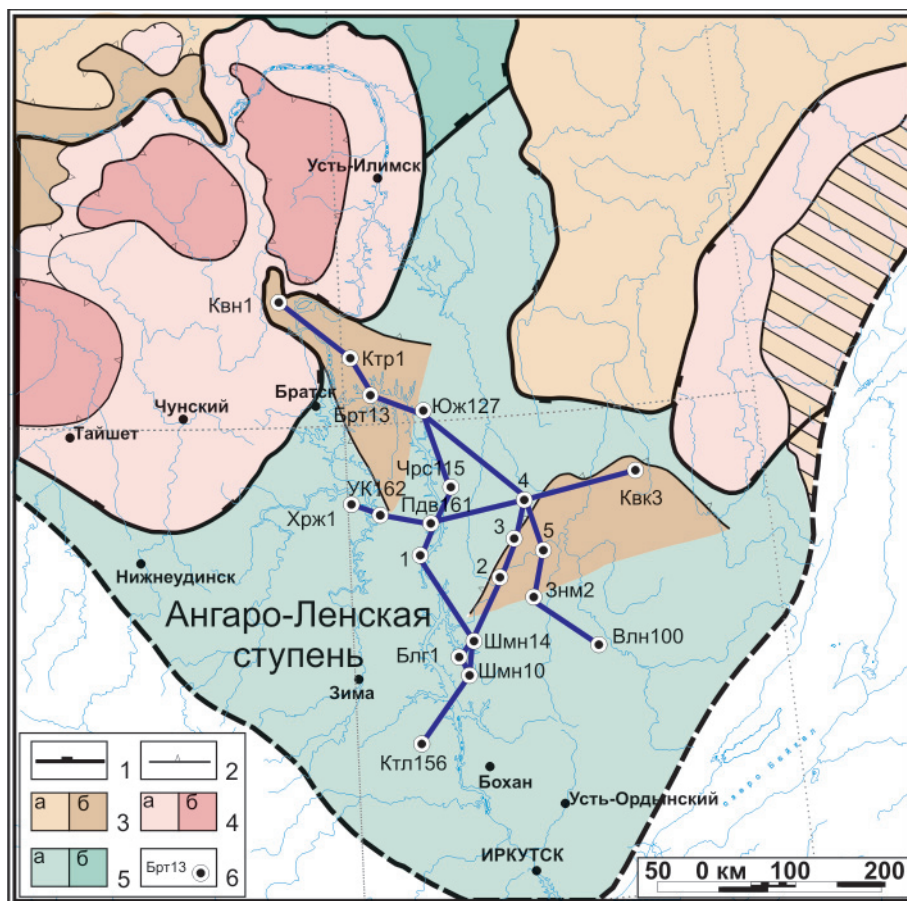 Усть-Илимск
Квн1
Ктр1
Братск
Брт13
Юж127
Чунский
Тайшет
Чрс115
УК162
4
Квк3
Хрж1
Пдв161
3
5
1
2
Нижнеудинск
Знм2
Ангаро-Ленская
ступень
Шмн14
Влн100
Блг1
Шмн10
Зима
Ктл156
Бохан
Усть-Ордынский
ИРКУТСК
1
2
а б 3
а б 4
а б 5
Брт13 6
50 0 км 100 200